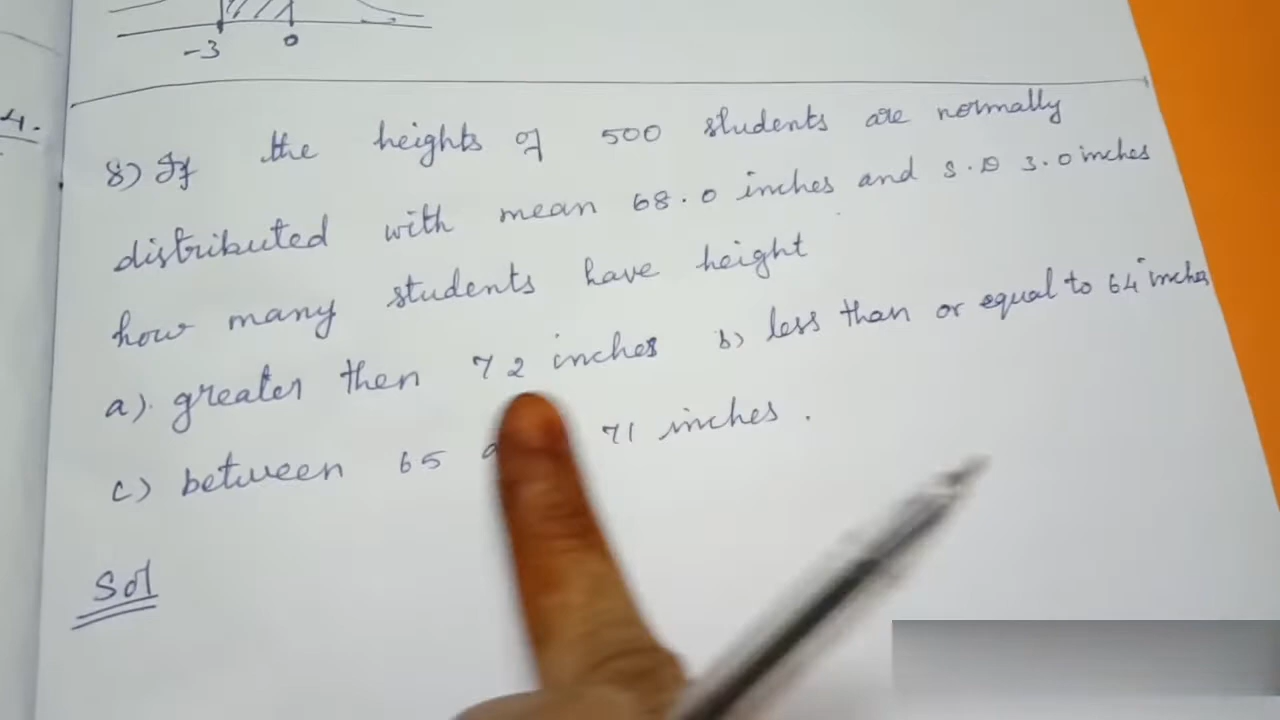 -3 0
4.
8) If the heights of 500 students are normally
distributed with mean 68.0 inches and S.D 3.0 inches
how many students have height
a). greater then 72 inches b) less than or equal to 64 inches
c) between 65 71 inches.
Sol